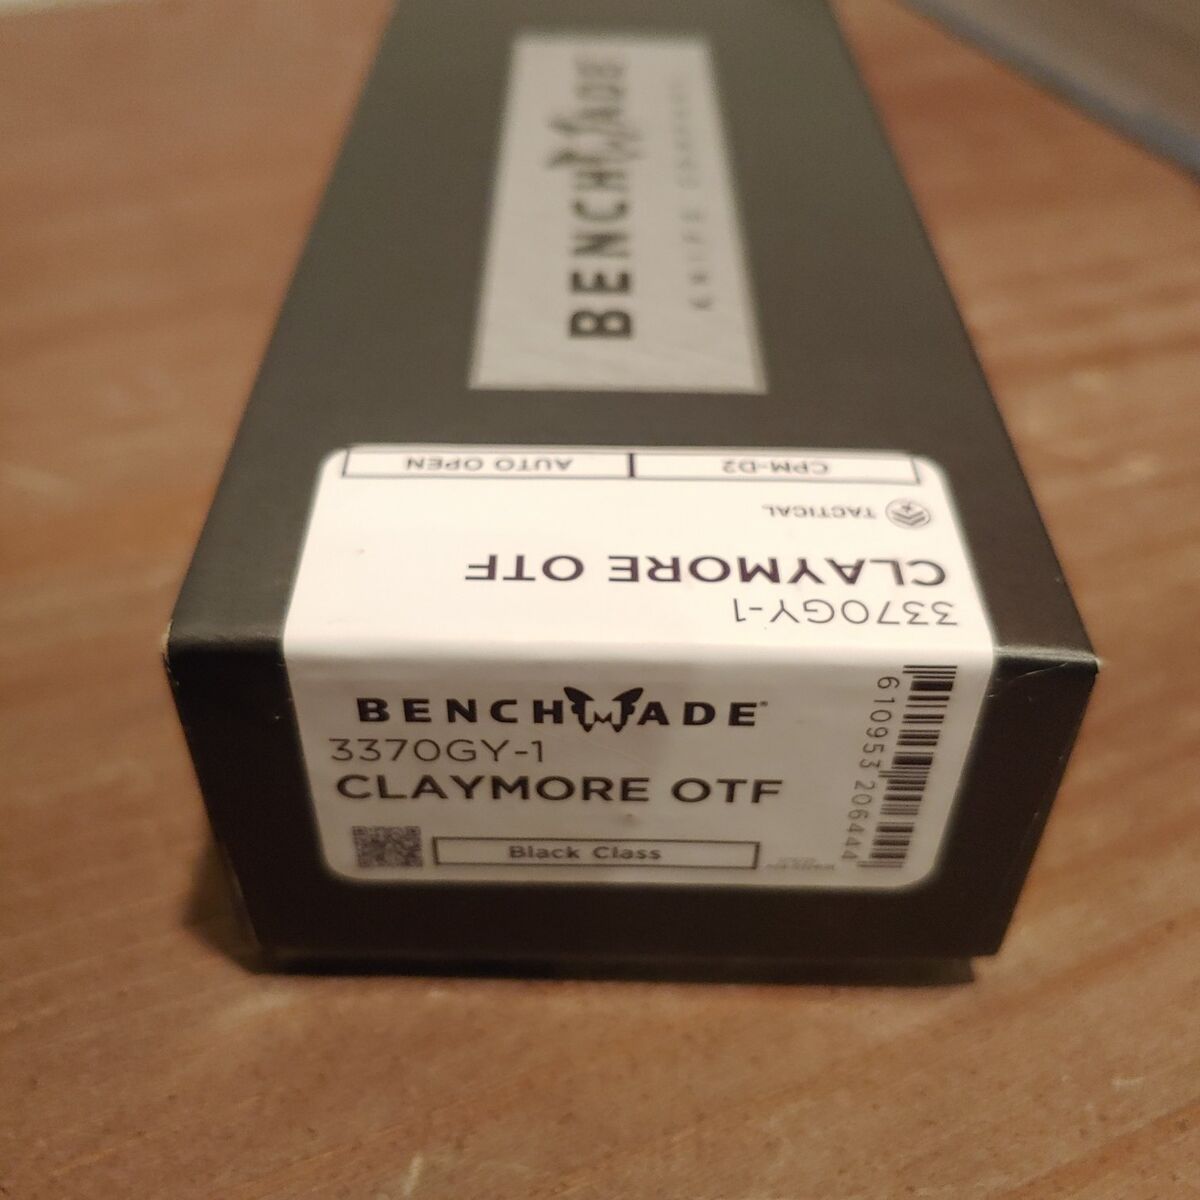 BENCHMADE
KNIFE COMPANY
3370GY-1
CLAYMORE OTF
TACTICAL
CPM-D2
AUTO OPEN
BENCHMADE
3370GY-1
CLAYMORE OTF
Black Class
610953 206444